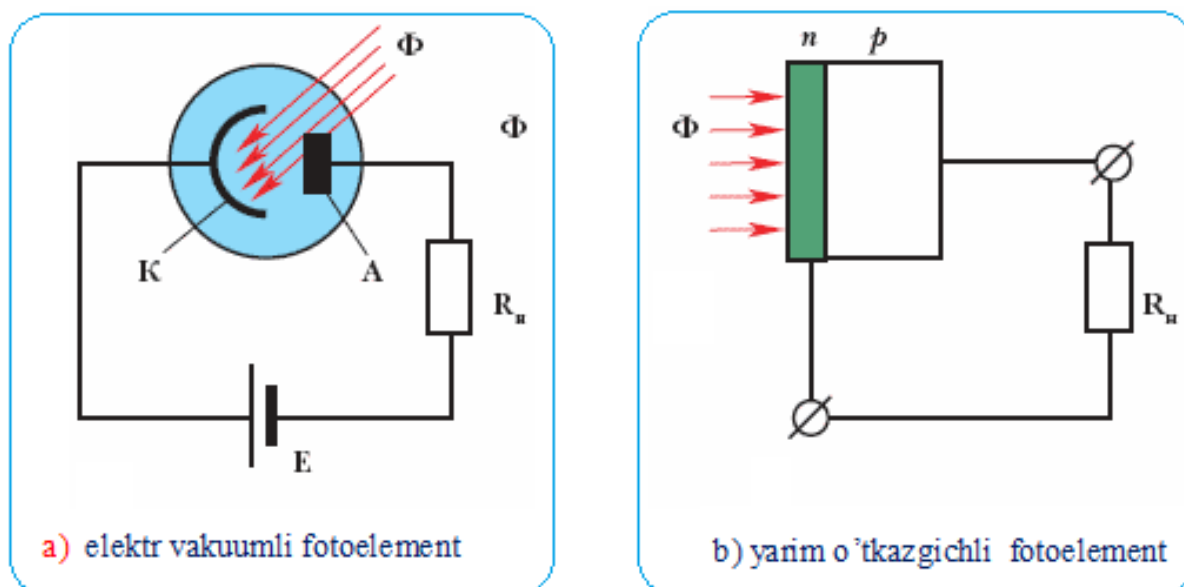 Ф
Ф
К
А
Rн
E
a) elektr vakuumli fotoelement
n
p
Ф
Rн
b) yarim o'tkazgichli fotoelement